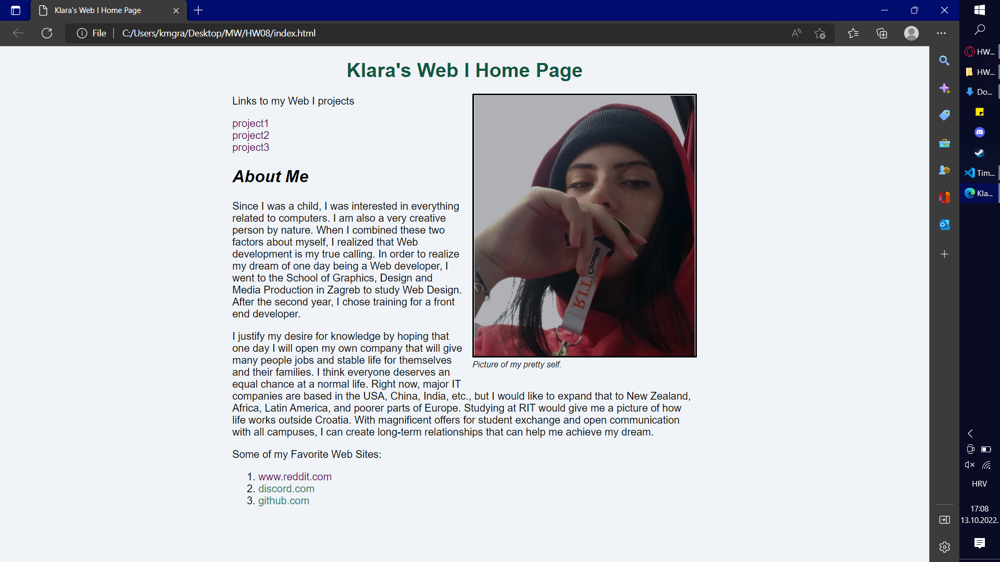 Klara's Web I Home Page
File
C:/Users/kmgra/Desktop/MW/HW08/index.html
HW...
HW...
Do...
Tim...
Kla...
Klara's Web I Home Page
Links to my Web I projects
project1
project2
project3
About Me
Since I was a child, I was interested in everything
related to computers. I am also a very creative
person by nature. When I combined these two
factors about myself, I realized that Web
development is my true calling. In order to realize
my dream of one day being a Web developer, I
went to the School of Graphics, Design and
Media Production in Zagreb to study Web Design.
After the second year, I chose training for a front
end developer.
RIT Croatia
Picture of my pretty self.
I justify my desire for knowledge by hoping that
one day I will open my own company that will give
many people jobs and stable life for themselves
and their families. I think everyone deserves an
equal chance at a normal life. Right now, major IT
companies are based in the USA, China, India, etc., but I would like to expand that to New Zealand,
Africa, Latin America, and poorer parts of Europe. Studying at RIT would give me a picture of how
life works outside Croatia. With magnificent offers for student exchange and open communication
with all campuses, I can create long-term relationships that can help me achieve my dream.
Some of my Favorite Web Sites:
1. www.reddit.com
2. discord.com
3. github.com
HRV
17:08
13.10.2022.